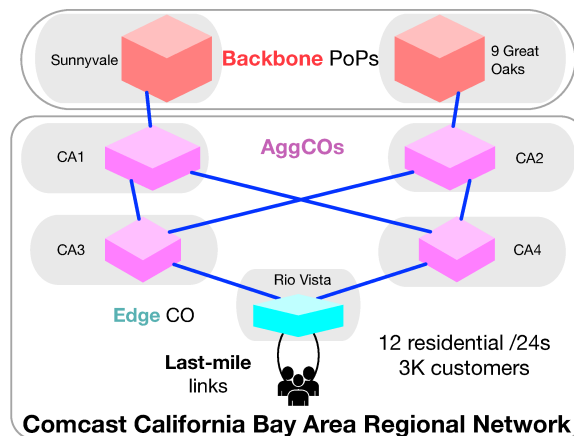 Sunnyvale
Backbone PoPs
9 Great
Oaks
CA1
AggCOs
CA2
CA3
CA4
Rio Vista
Edge CO
Last-mile
links
12 residential /24s
3K customers
Comcast California Bay Area Regional Network